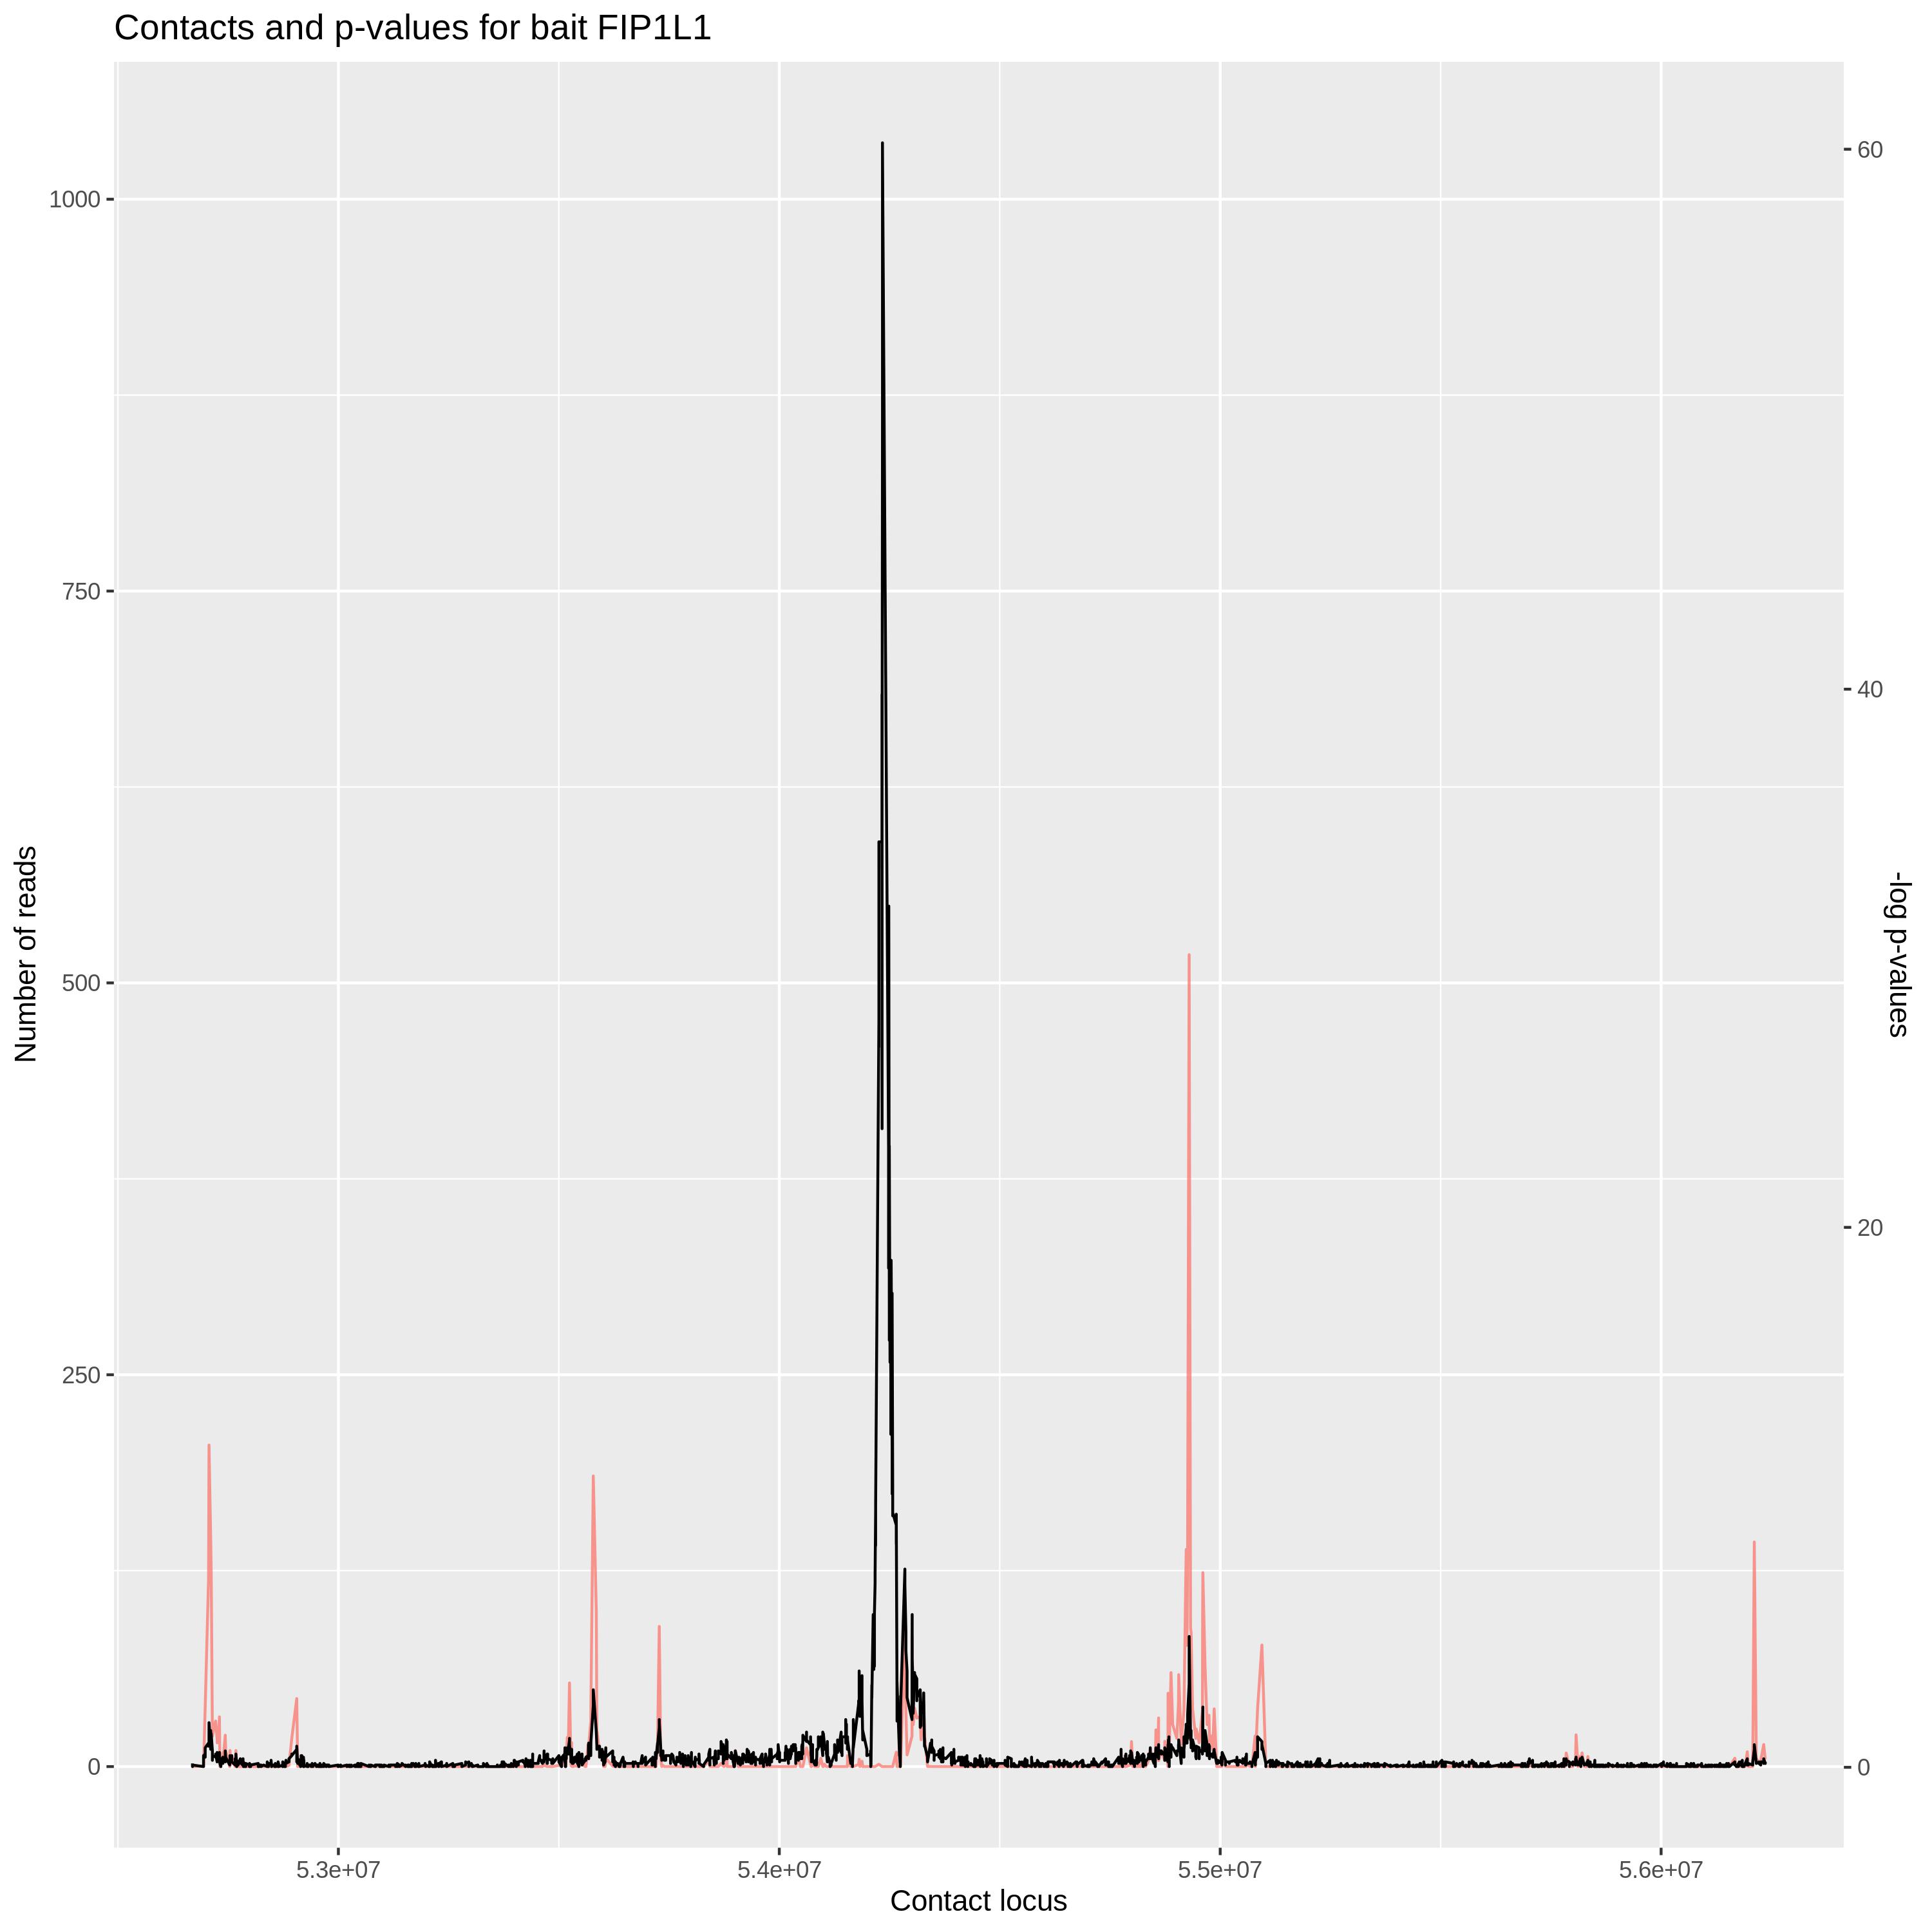 Contacts and p-values for bait FIP1L1
1000
750
500
250
0
Number of reads
60
40
20
0
-log p-values
5.3e+07
5.4e+07
5.5e+07
5.6e+07
Contact locus